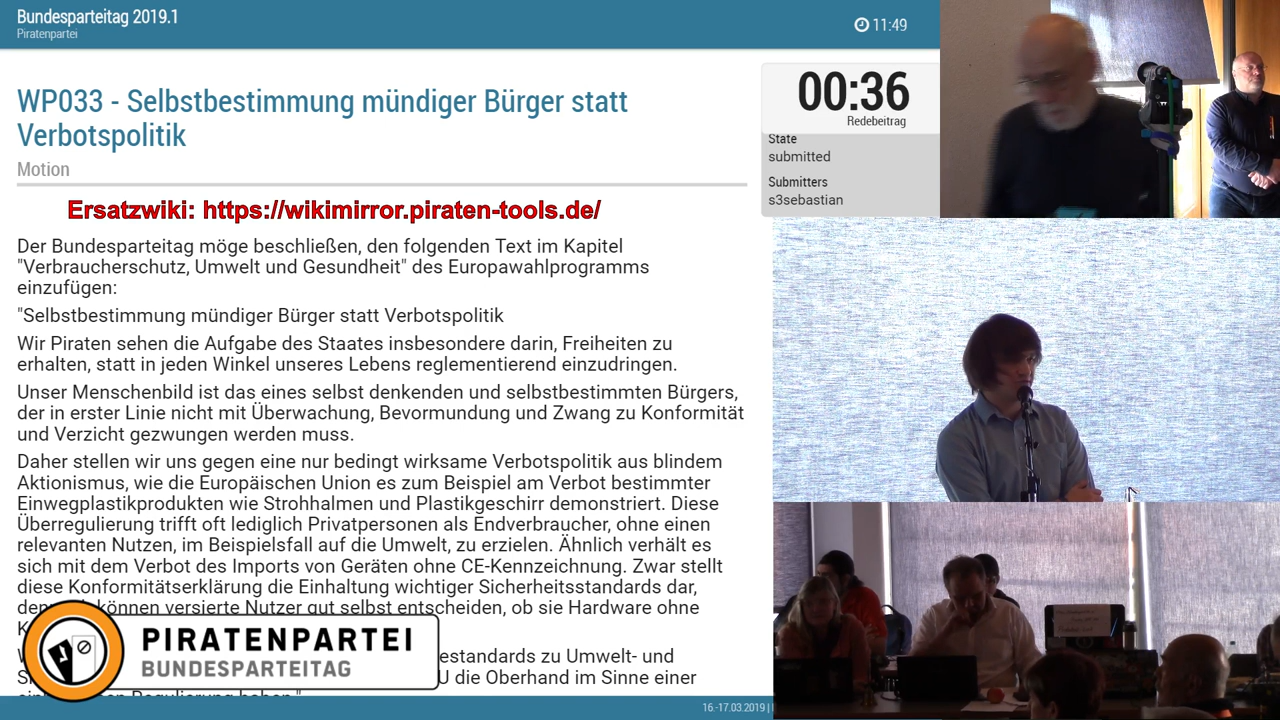 Bundesparteitag 2019.1
Piratenpartei
11:49
WP033 - Selbstbestimmung mündiger Bürger statt
Verbotspolitik
Motion
00:36
Redebeitrag
State
submitted
Submitters
s3sebastian
Ersatzwiki: https://wikimirror.piraten-tools.de/
Der Bundesparteitag möge beschließen, den folgenden Text im Kapitel
"Verbraucherschutz, Umwelt und Gesundheit" des Europawahlprogramms
einzufügen:
"Selbstbestimmung mündiger Bürger statt Verbotspolitik
Wir Piraten sehen die Aufgabe des Staates insbesondere darin, Freiheiten zu
erhalten, statt in jeden Winkel unseres Lebens reglementierend einzudringen.
Unser Menschenbild ist das eines selbst denkenden und selbstbestimmten Bürgers,
der in erster Linie nicht mit Überwachung, Bevormundung und Zwang zu Konformität
und Verzicht gezwungen werden muss.
Daher stellen wir uns gegen eine nur bedingt wirksame Verbotspolitik aus blindem
Aktionismus, wie die Europäischen Union es zum Beispiel am Verbot bestimmter
Einwegplastikprodukten wie Strohhalmen und Plastikgeschirr demonstriert. Diese
Überregulierung trifft oft lediglich Privatpersonen als Endverbraucher, ohne einen
relevanten Nutzen, im Beispielsfall auf die Umwelt, zu erzielen. Ähnlich verhält es
sich mit dem Verbot des Imports von Geräten ohne CE-Kennzeichnung. Zwar stellt
diese Konformitätserklärung die Einhaltung wichtiger Sicherheitsstandards dar,
können versierte Nutzer gut selbst entscheiden, ob sie Hardware ohne
estandards zu Umwelt- und
U die Oberhand im Sinne einer
Regulierung haben."
PIRATENPARTEI
BUNDESPARTEITAG
16.-17.03.2019 |